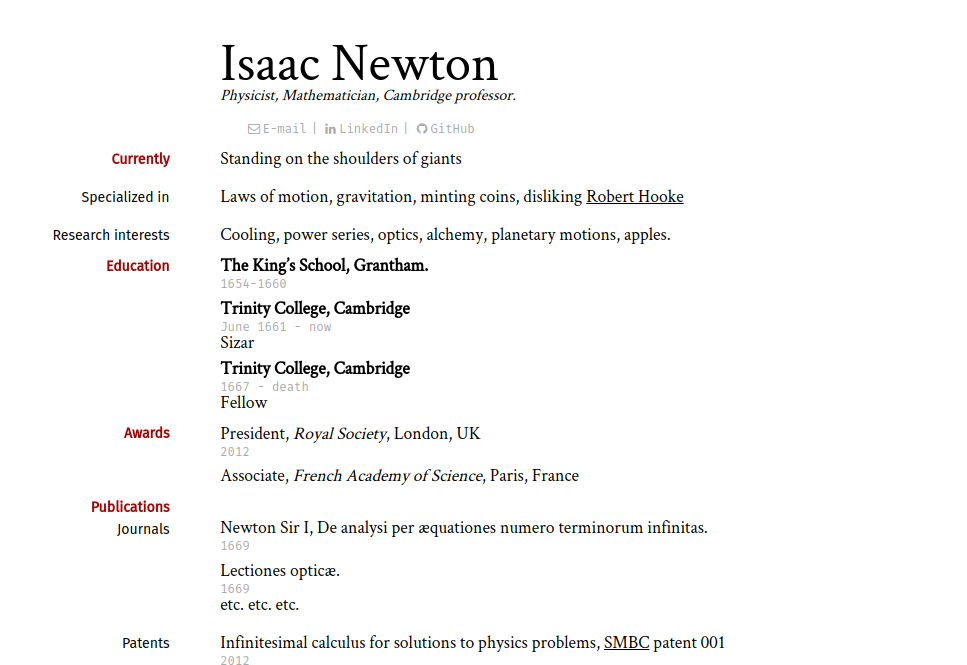 Isaac Newton
Physicist, Mathematician, Cambridge professor.
E-mail | LinkedIn | GitHub
Currently Standing on the shoulders of giants
Specialized in Laws of motion, gravitation, minting coins, disliking Robert Hooke
Research interests Cooling, power series, optics, alchemy, planetary motions, apples.
Education The King’s School, Grantham.
1654-1660
Trinity College, Cambridge
June 1661 - now
Sizar
Trinity College, Cambridge
1667 - death
Fellow
Awards President, Royal Society, London, UK
2012
Associate, French Academy of Science, Paris, France
Publications
Journals Newton Sir I, De analysi per æquationes numero terminorum infinitas.
1669
Lectiones opticæ.
1669
etc. etc. etc.
Patents Infinitesimal calculus for solutions to physics problems, SMBC patent 001
2012